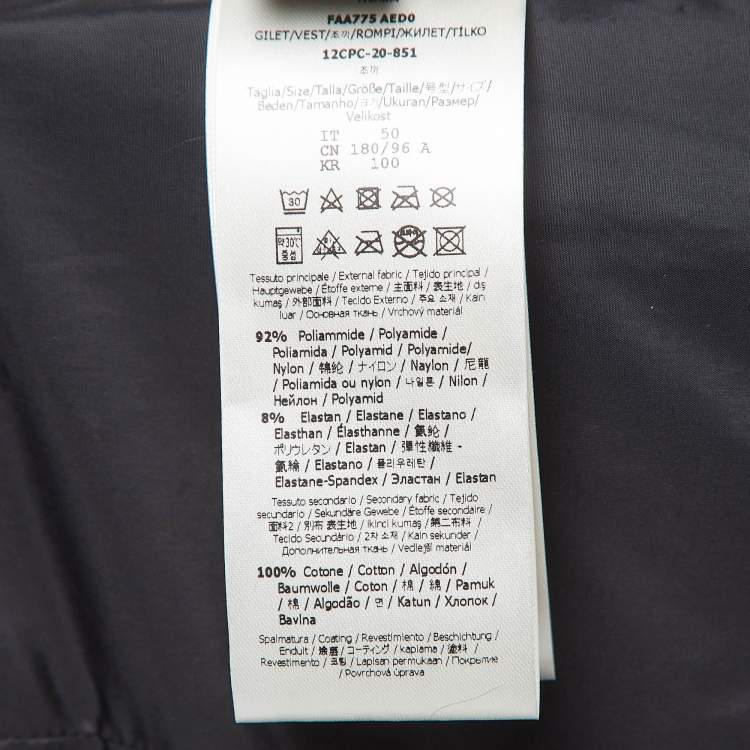 FAA775 AED0
GILET/VEST/조끼/ROMPI/ЖИЛЕТ/TÍLKO
12CPC-20-851
조끼
Taglia/Size/Talla/Größe/Taille/号型/サイズ/
Beden/Tamanho/크기/Ukuran/Размер/
Velikost
IT 50
CN 180/96 A
KR 100
30
약30℃
중성
Tessuto principale / External fabric / Tejido principal /
Hauptgewebe / Étoffe externe / 主面料 / 表生地 / dış
kumaş / 外部面料 / Tecido Externo / 주요 소재 / Kain
luar / Основная ткань / Vrchový materiál
92% Poliammide / Polyamide /
Poliamida / Polyamid / Polyamide/
Nylon / 锦纶 / ナイロン / Naylon / 尼龍
/ Poliamida ou nylon / 나일론 / Nilon /
Нейлон / Polyamid
8% Elastan / Elastane / Elastano /
Elasthan / Élasthanne / 氨纶 /
ポリウレタン / Elastan / 彈性纖維 -
氨綸 / Elastano / 폴리우레탄 /
Elastane-Spandex / Эластан / Elastan
Tessuto secondario / Secondary fabric / Tejido
secundario / Sekundäre Gewebe / Étoffe secondaire /
面料2 / 別布 表生地 / ikinci kumaş / 第二布料 /
Tecido Secundário / 2차 소재 / Kain sekunder /
Дополнительная ткань / Vedlejší materiál
100% Cotone / Cotton / Algodón /
Baumwolle / Coton / 棉 / 綿 / Pamuk
/ 棉 / Algodão / 면 / Katun / Хлопок /
Bavlna
Spalmatura / Coating / Revestimiento / Beschichtung /
Enduit / 涂层 / コーティング / kaplama / 塗料 /
Revestimento / 코팅 / Lapisan permukaan / Покрытие
/ Povrchová úprava